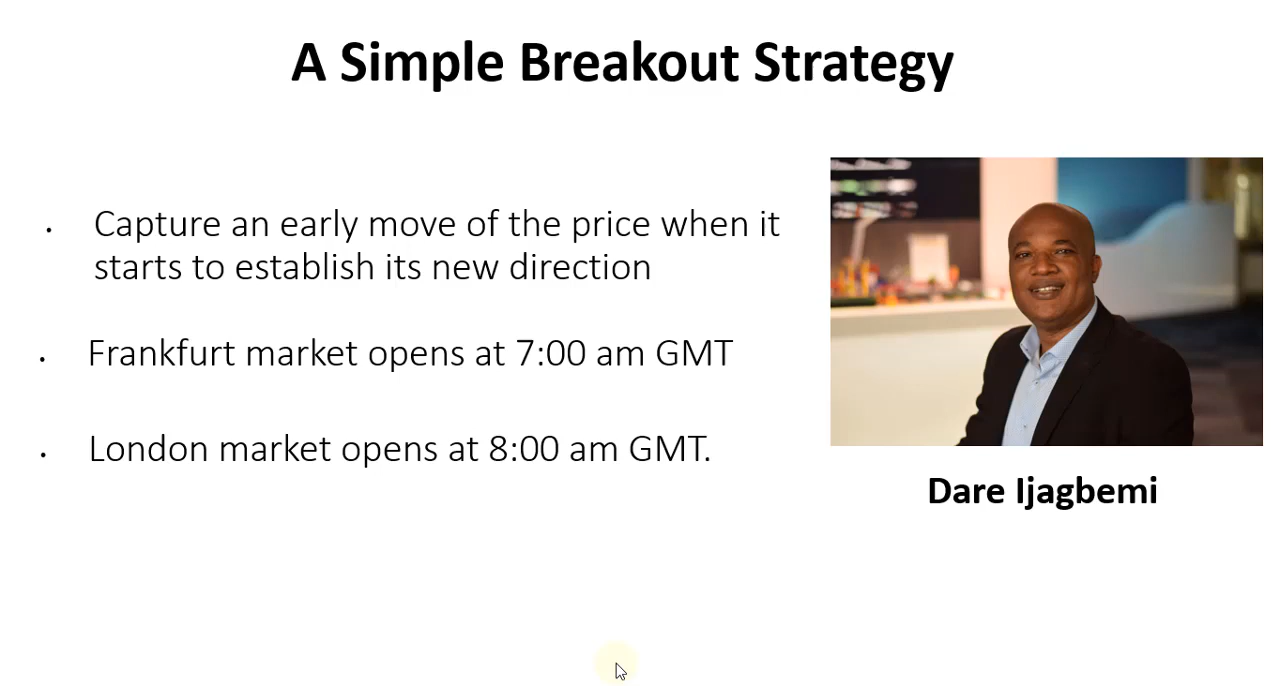 A Simple Breakout Strategy
Capture an early move of the price when it
starts to establish its new direction
Frankfurt market opens at 7:00 am GMT
London market opens at 8:00 am GMT.
Dare Ijagbemi